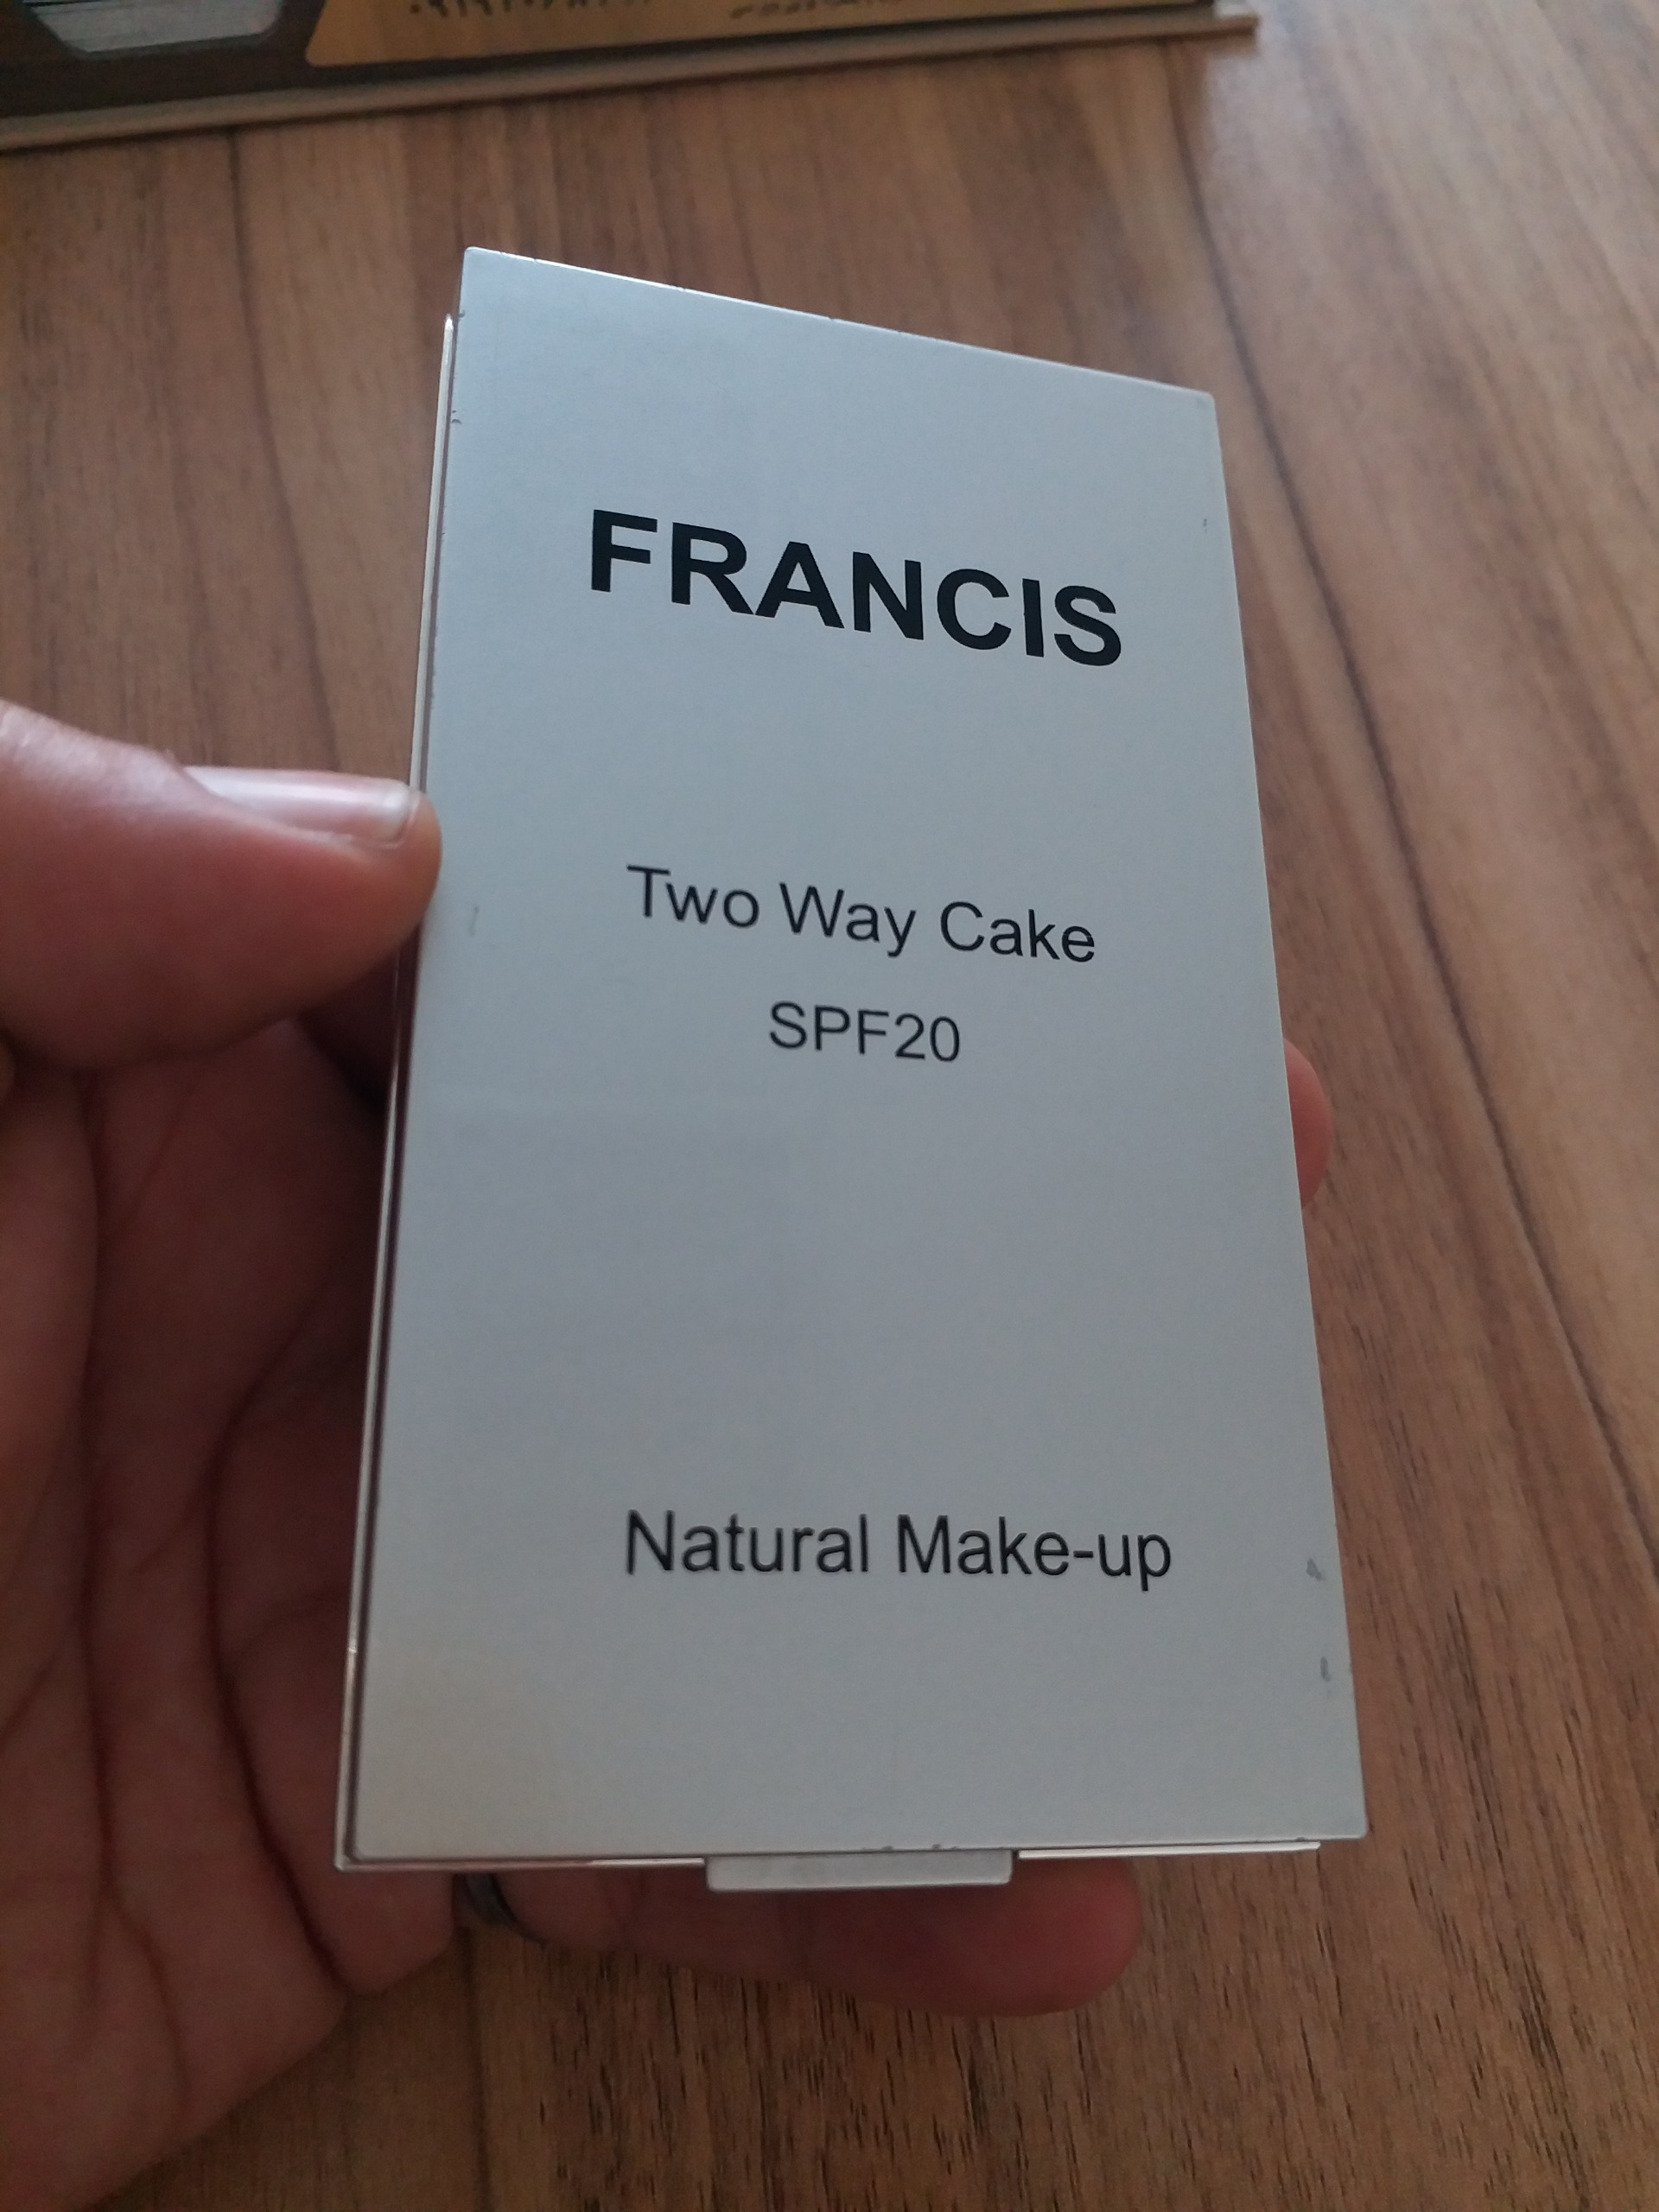 FRANCIS
Two Way Cake
SPF20
Natural Make-up